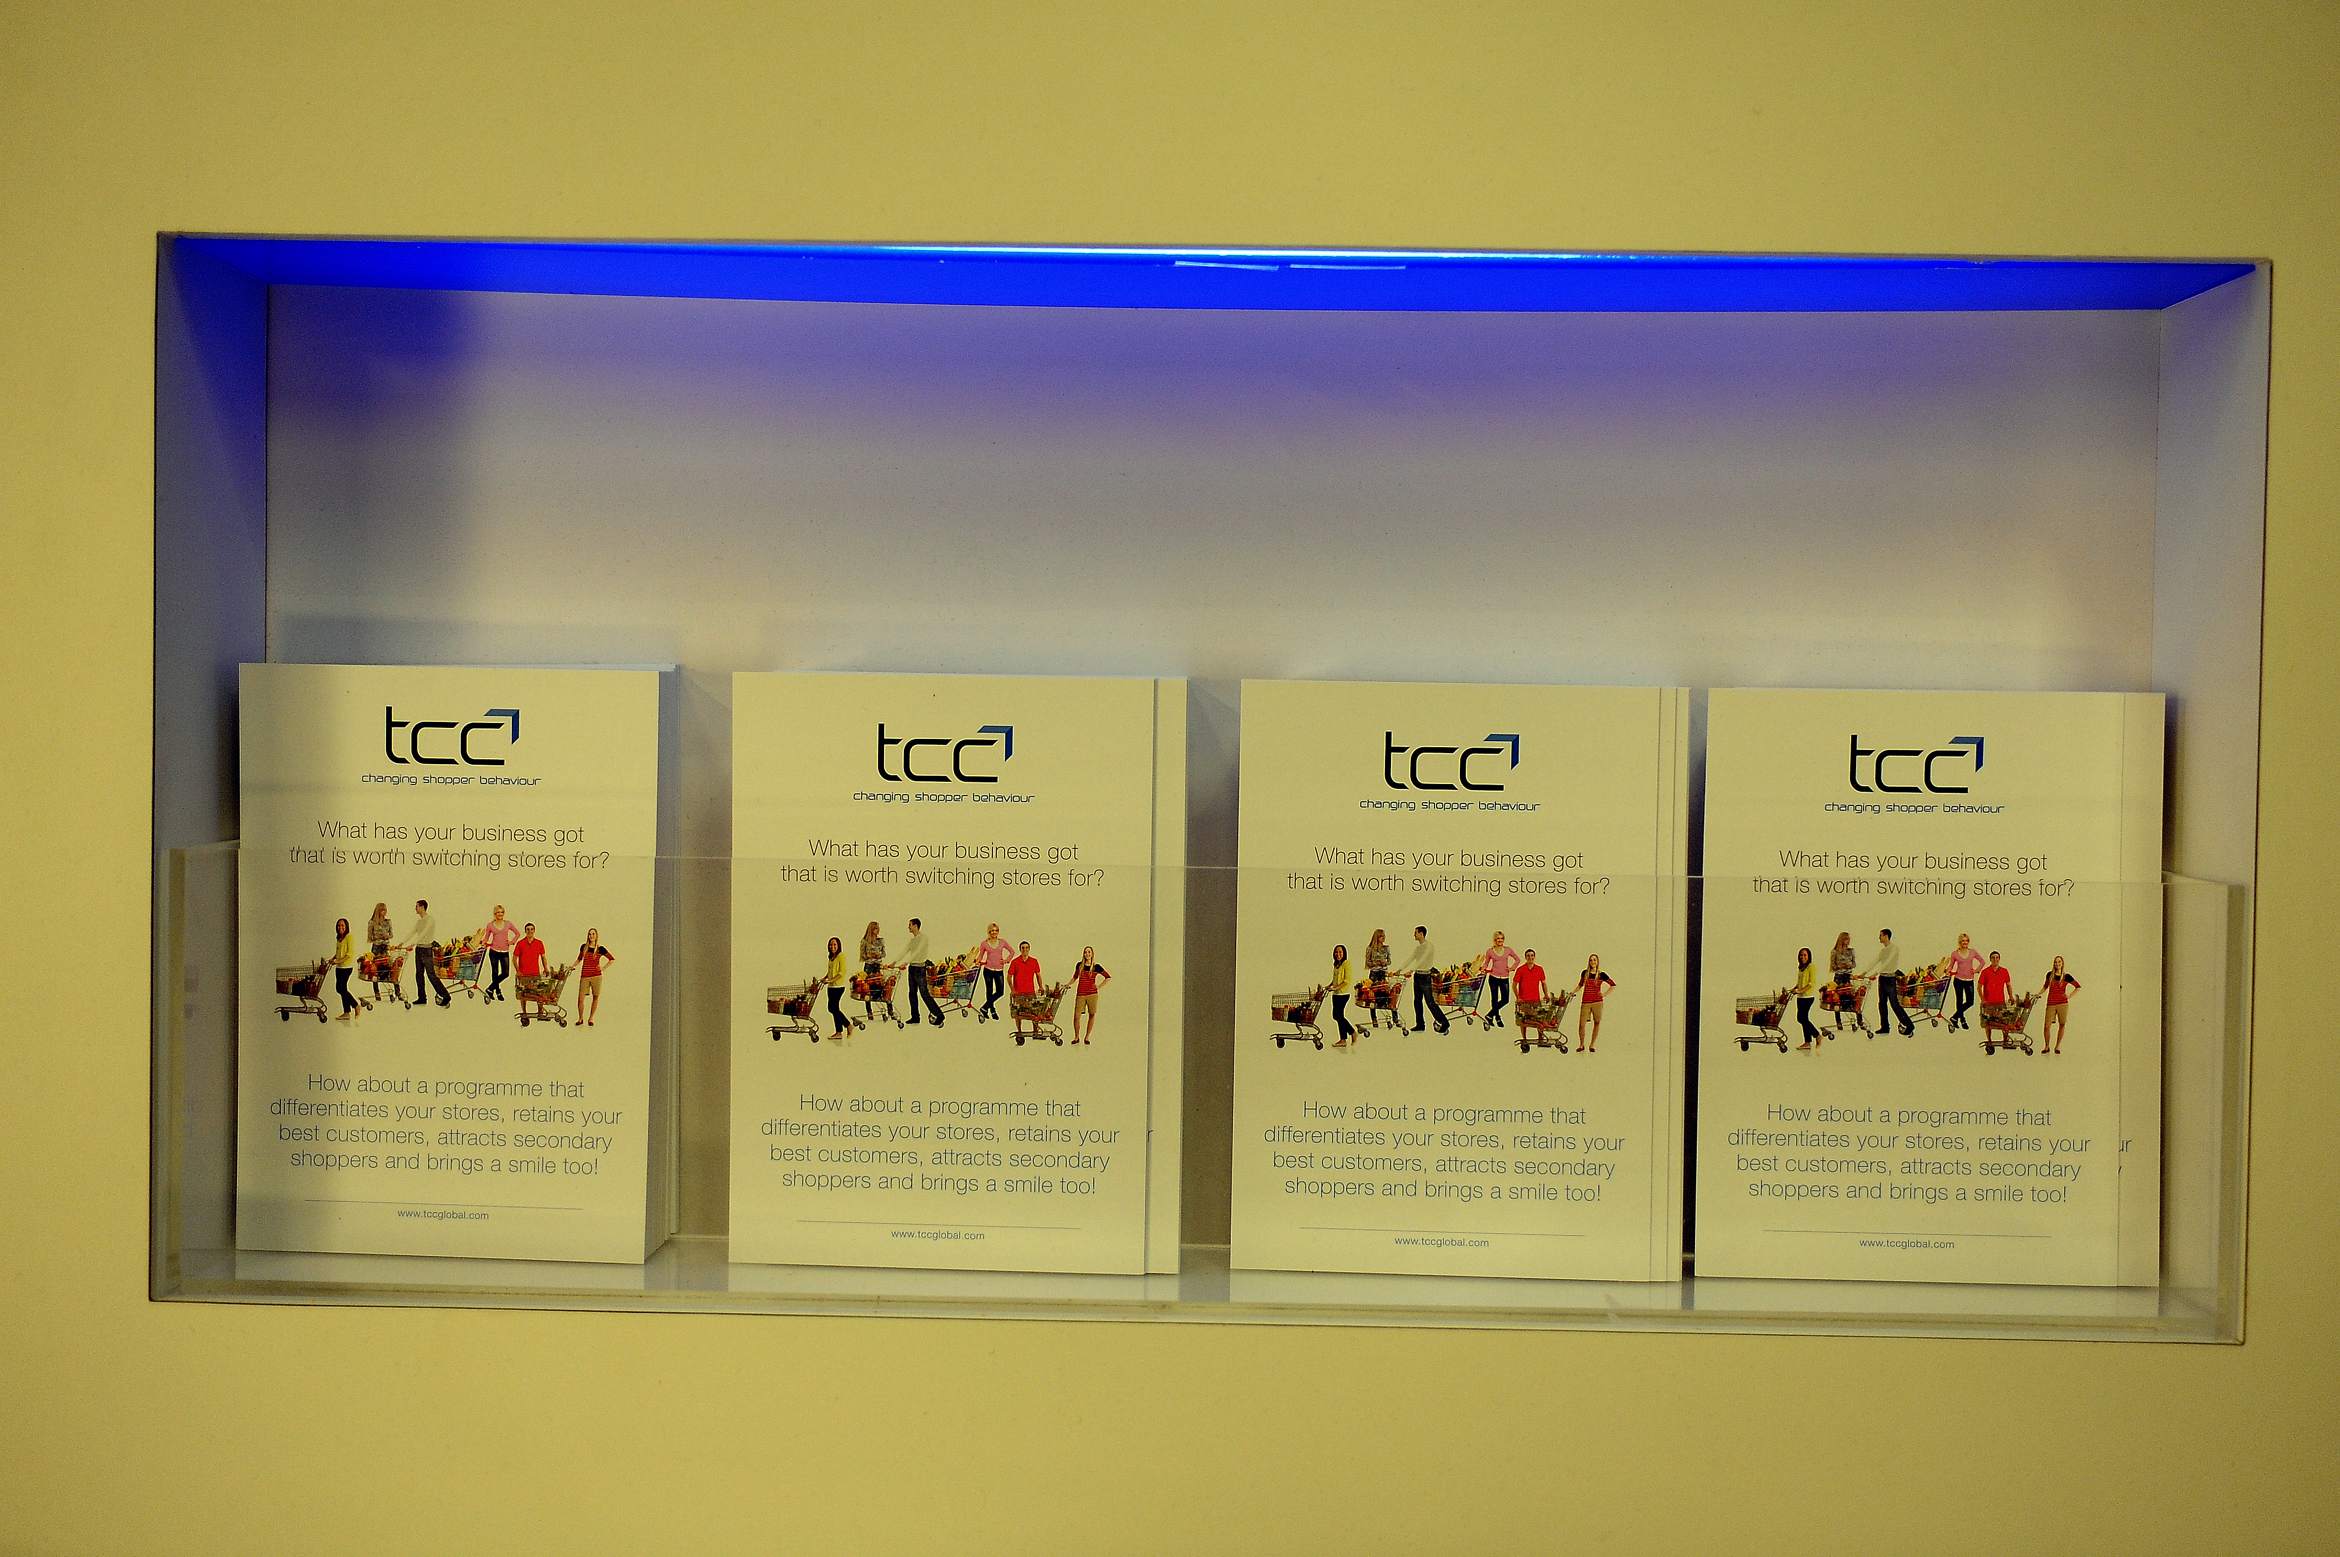 tcc
changing shopper behaviour
What has your business got
that is worth switching stores for?
How about a programme that
differentiates your stores, retains your
best customers, attracts secondary
shoppers and brings a smile too!
www.tccglobal.com
tcc
changing shopper behaviour
What has your business got
that is worth switching stores for?
How about a programme that
differentiates your stores, retains your
best customers, attracts secondary
shoppers and brings a smile too!
www.tccglobal.com
tcc
changing shopper behaviour
What has your business got
that is worth switching stores for?
How about a programme that
differentiates your stores, retains your
best customers, attracts secondary
shoppers and brings a smile too!
www.tccglobal.com
tcc
changing shopper behaviour
What has your business got
that is worth switching stores for?
How about a programme that
differentiates your stores, retains your
best customers, attracts secondary
shoppers and brings a smile too!
www.tccglobal.com